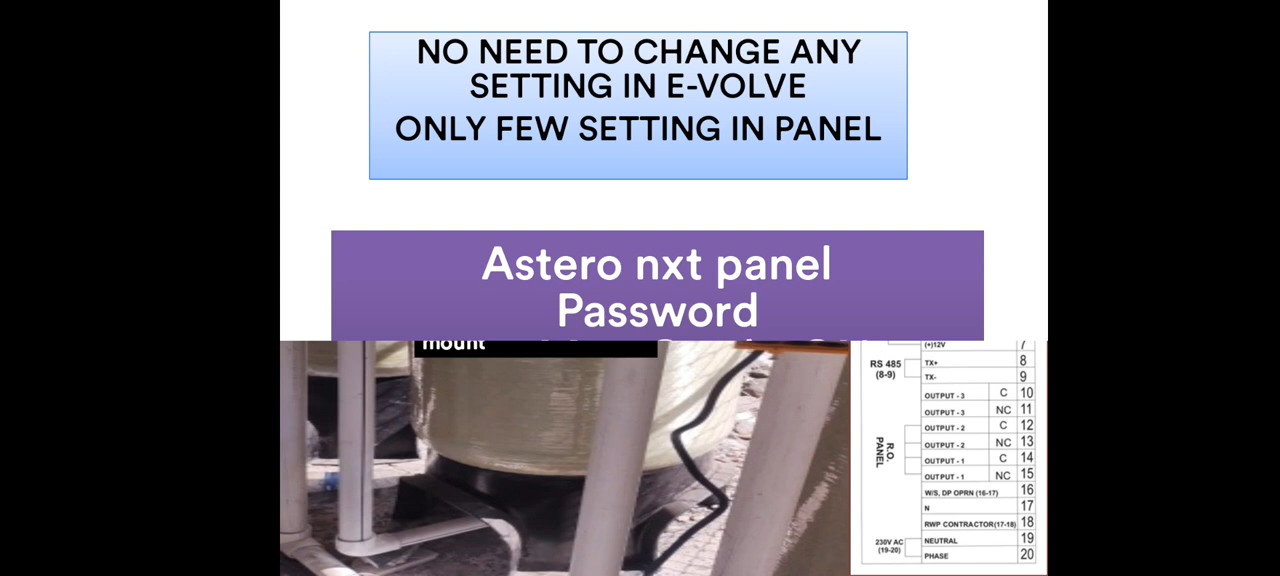 NO NEED TO CHANGE ANY
SETTING IN E-VOLVE
ONLY FEW SETTING IN PANEL
Astero nxt panel
Password
mount
(+)12V 7
RS 485
(8-9)
TX+ 8
TX- 9
OUTPUT - 3 C 10
OUTPUT - 3 NC 11
OUTPUT - 2 C 12
R.O.
PANEL
OUTPUT - 2 NC 13
OUTPUT - 1 C 14
OUTPUT - 1 NC 15
W/S, DP OPRN (16-17) 16
N 17
RWP CONTRACTOR(17-18) 18
230V AC
(19-20)
NEUTRAL 19
PHASE 20